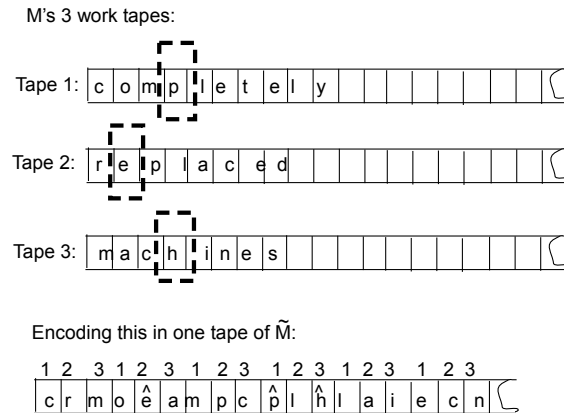 M's 3 work tapes:
Tape 1: c o m p l e t e l y
Tape 2: r e p l a c e d
Tape 3: m a c h i n e s
Encoding this in one tape of M̃:
1 2 3 1 2 3 1 2 3 1 2 3 1 2 3 1 2 3
c r m o ê a m p c p̂ l ĥ l a i e c n